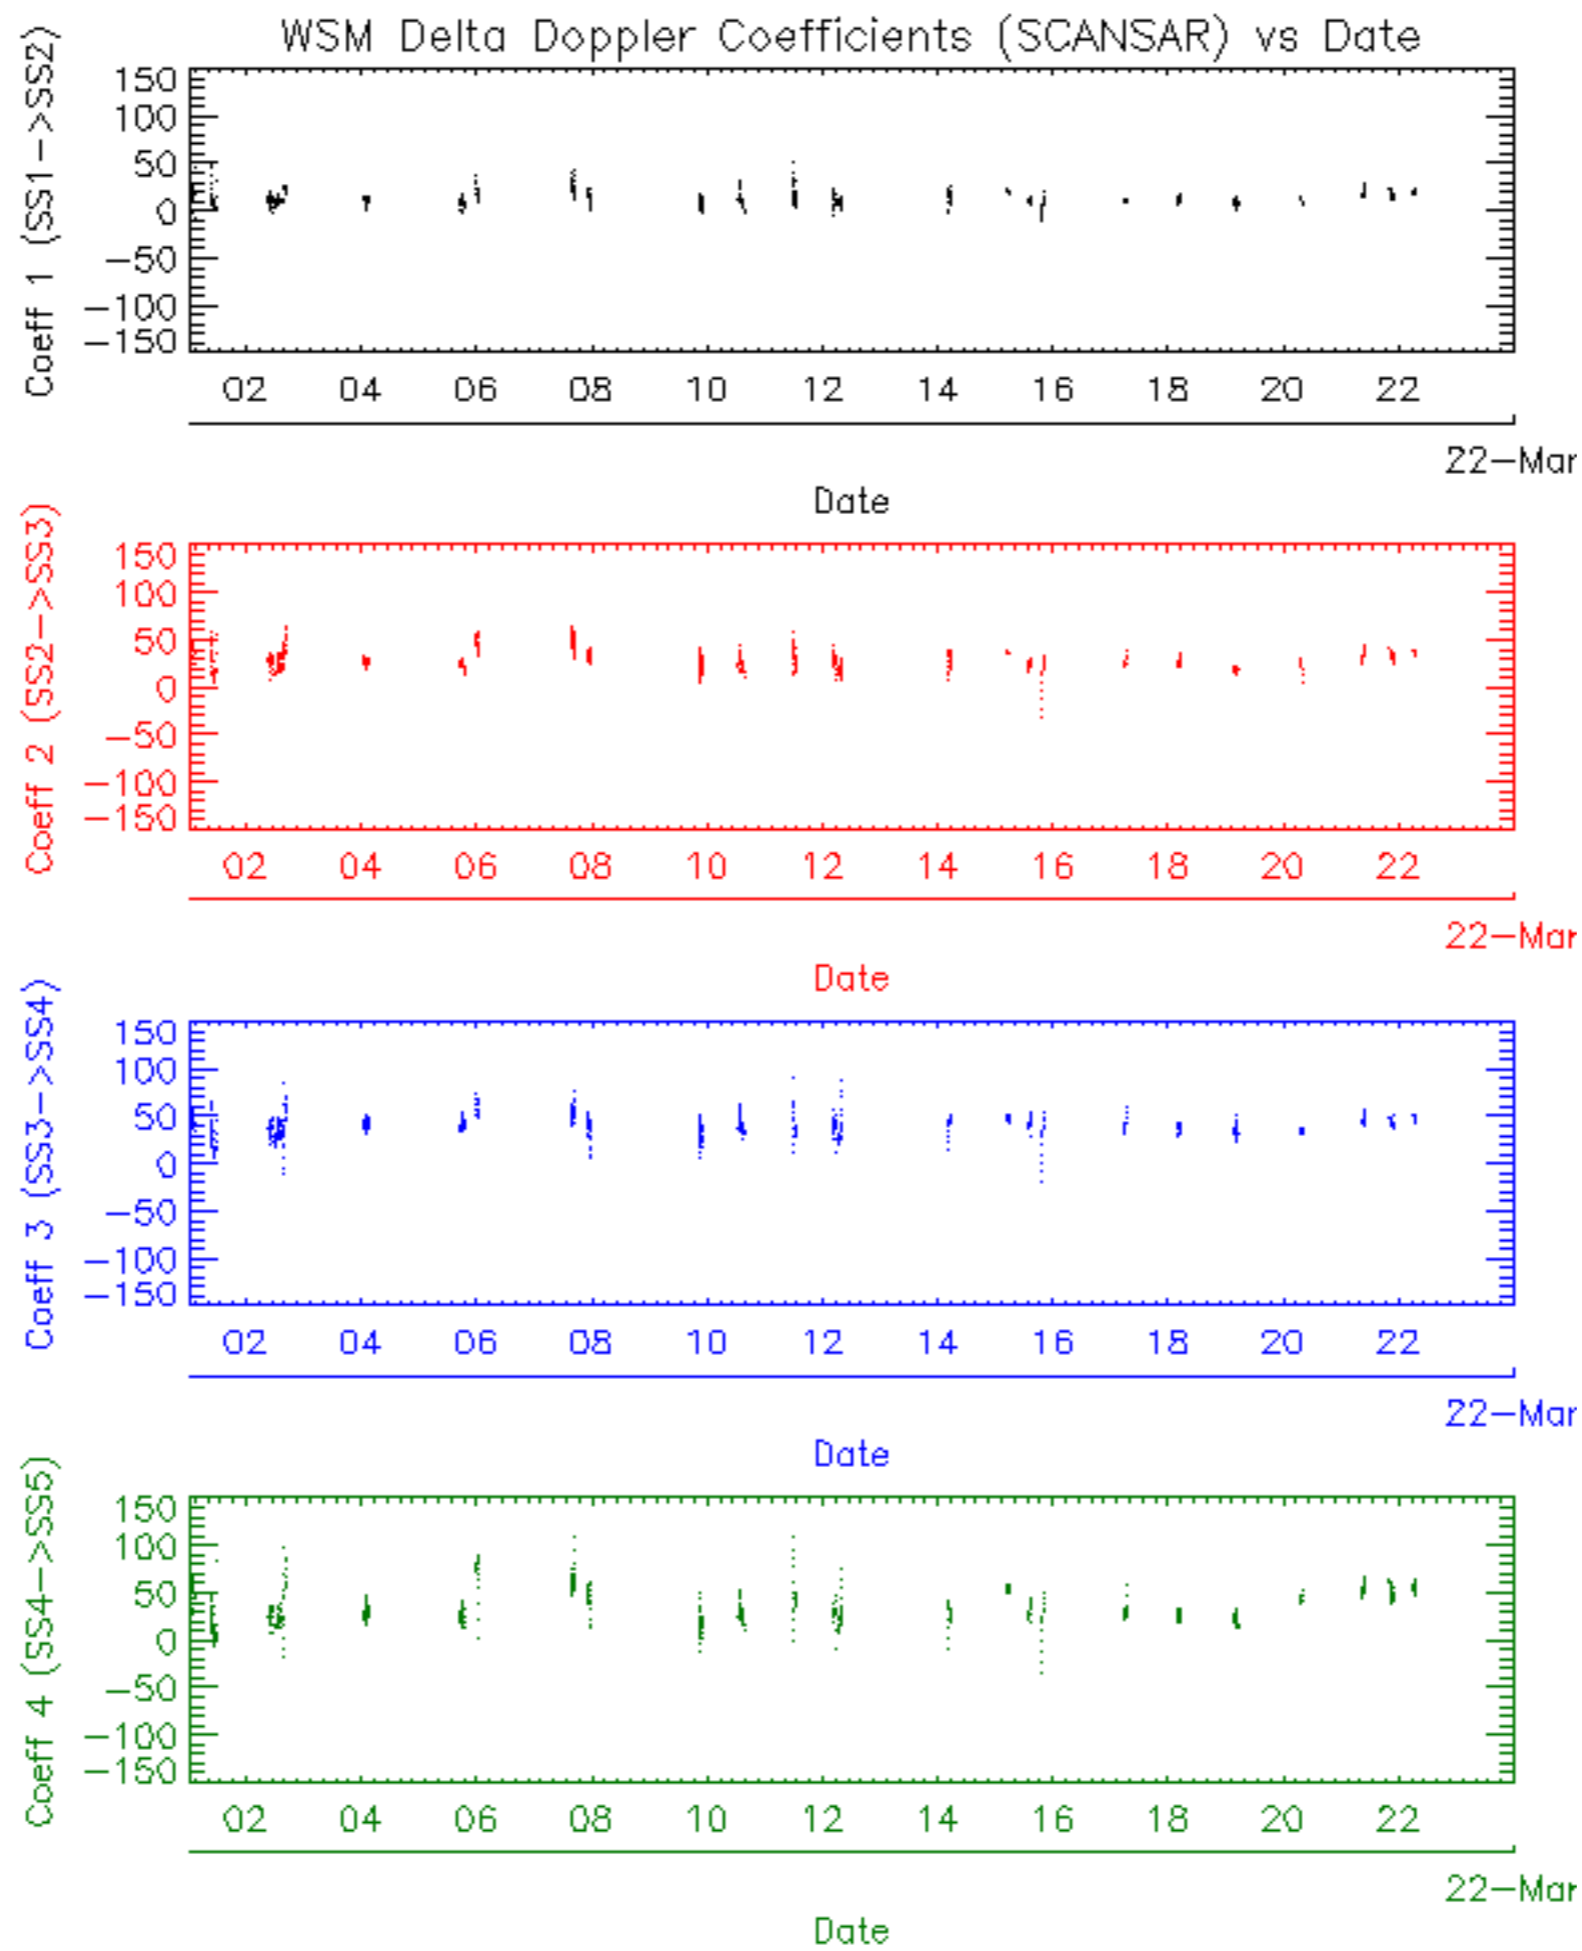 WSM Delta Doppler Coefficients (SCANSAR) vs Date
Coeff 1 (SS1->SS2)
150
100
50
0
-50
-100
-150
02 04 06 08 10 12 14 16 18 20 22
22-Mar
Date
Coeff 2 (SS2->SS3)
150
100
50
0
-50
-100
-150
02 04 06 08 10 12 14 16 18 20 22
22-Mar
Date
Coeff 3 (SS3->SS4)
150
100
50
0
-50
-100
-150
02 04 06 08 10 12 14 16 18 20 22
22-Mar
Date
Coeff 4 (SS4->SS5)
150
100
50
0
-50
-100
-150
02 04 06 08 10 12 14 16 18 20 22
22-Mar
Date